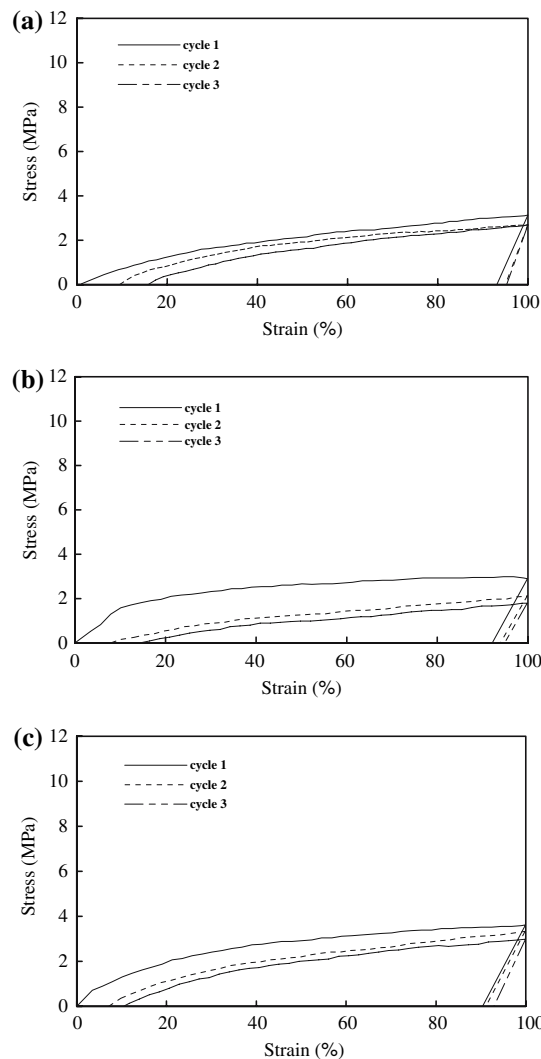 (a)
12
10
8
6
4
2
0
Stress (MPa)
cycle 1
cycle 2
cycle 3
0 20 40 60 80 100
Strain (%)
(b)
12
10
8
6
4
2
0
Stress (MPa)
cycle 1
cycle 2
cycle 3
0 20 40 60 80 100
Strain (%)
(c)
12
10
8
6
4
2
0
Stress (MPa)
cycle 1
cycle 2
cycle 3
0 20 40 60 80 100
Strain (%)